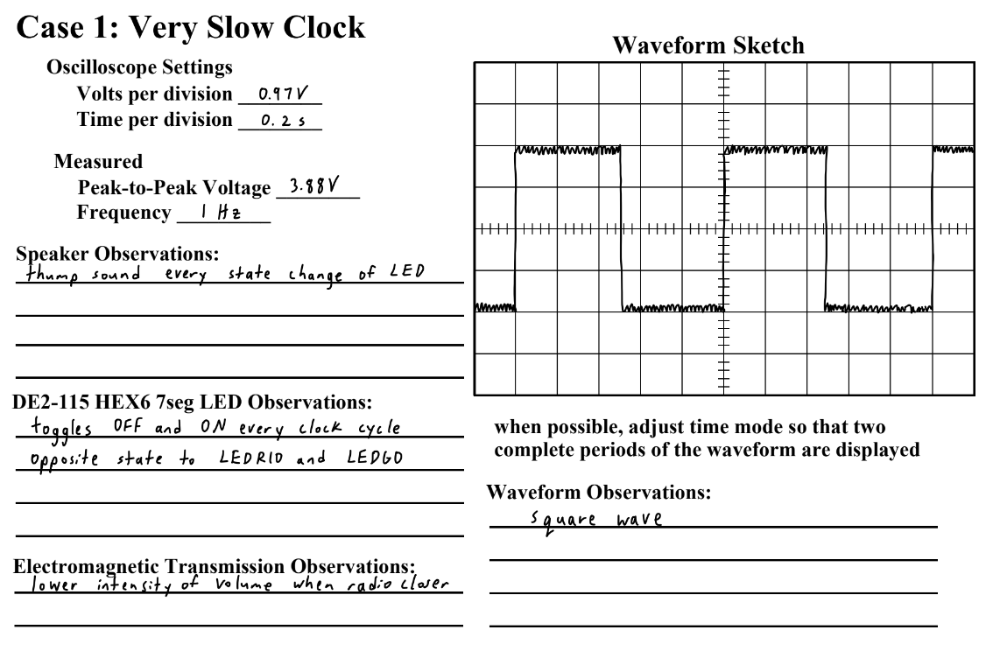 Case 1: Very Slow Clock
Oscilloscope Settings
Volts per division 0.97V
Time per division 0.2 s
Measured
Peak-to-Peak Voltage 3.88V
Frequency 1 Hz
Speaker Observations:
thump sound every state change of LED
DE2-115 HEX6 7seg LED Observations:
toggles OFF and ON every clock cycle
opposite state to LEDR10 and LEDG0
Electromagnetic Transmission Observations:
lower intensity of volume when radio closer
Waveform Sketch
when possible, adjust time mode so that two
complete periods of the waveform are displayed
Waveform Observations:
square wave